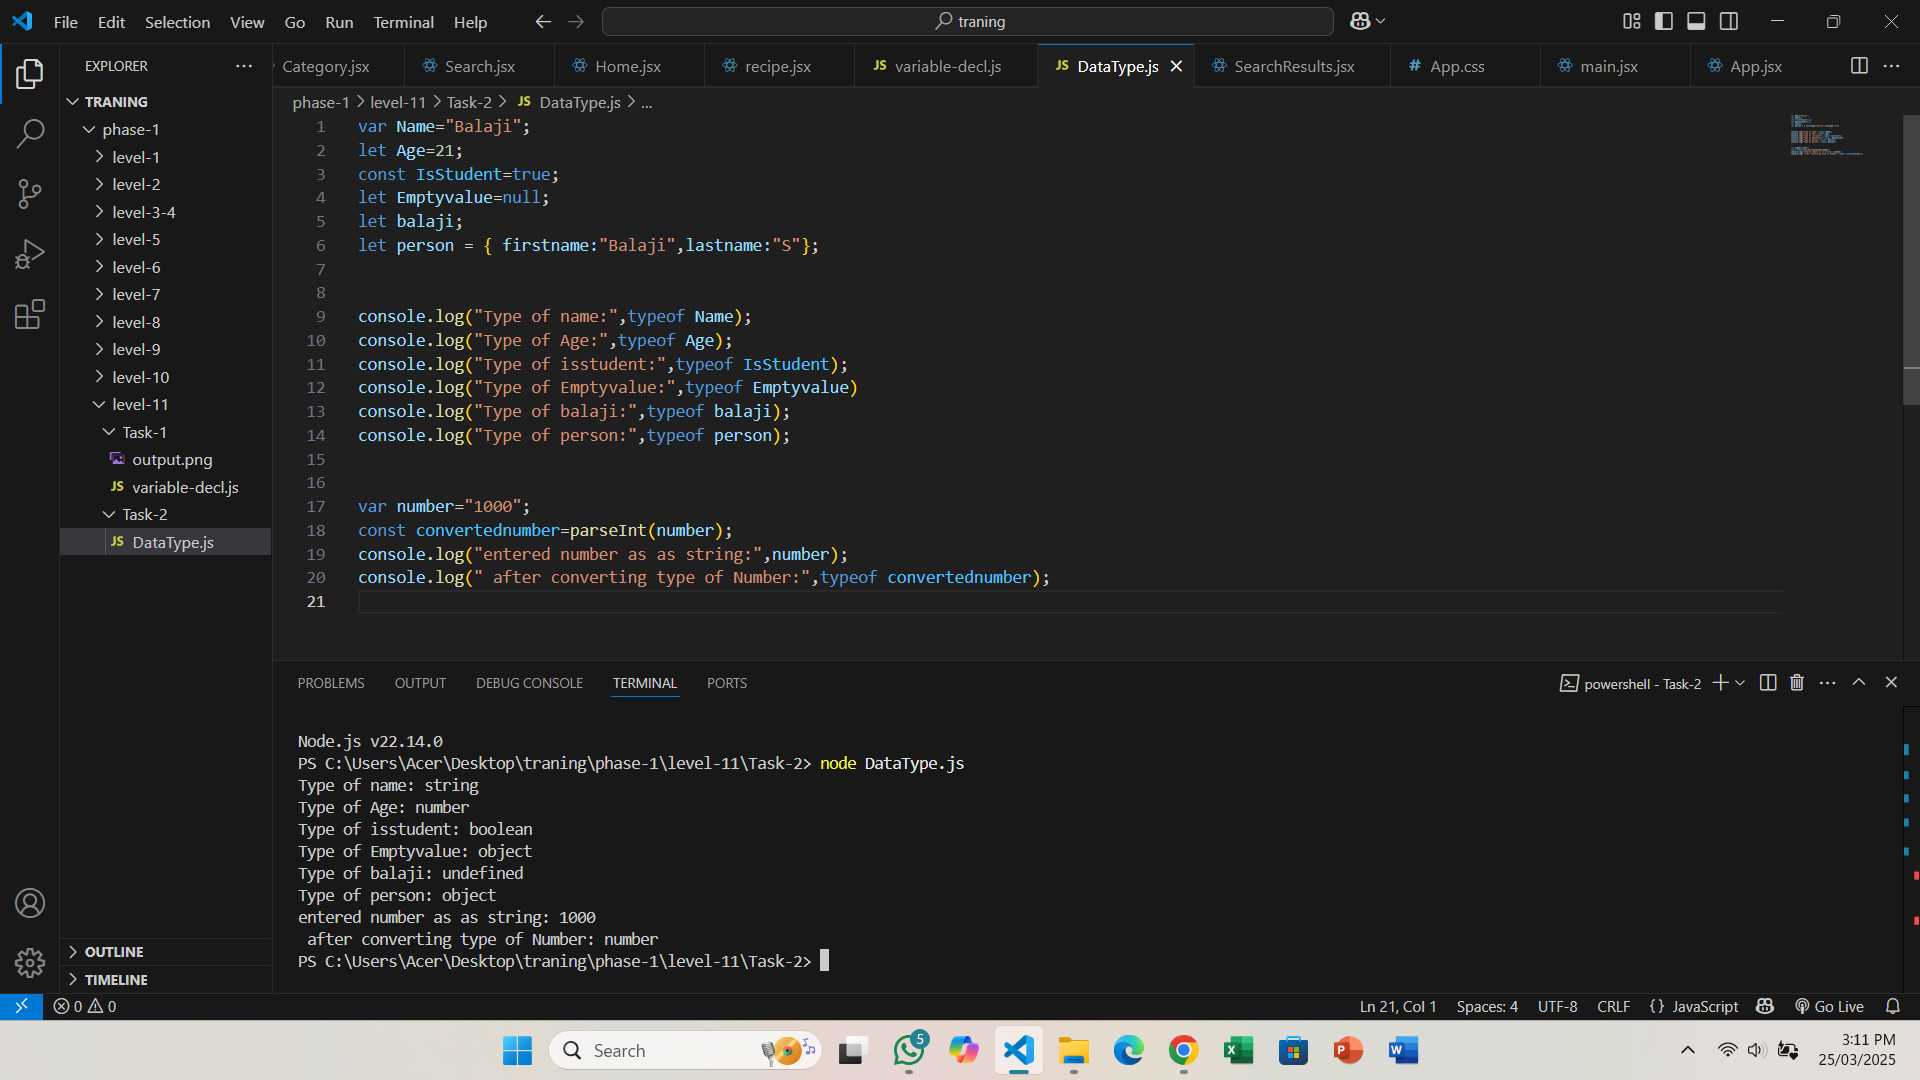 File Edit Selection View Go Run Terminal Help
traning
EXPLORER
Category.jsx
Search.jsx
Home.jsx
recipe.jsx
JS variable-decl.js
JS DataType.js
SearchResults.jsx
# App.css
main.jsx
App.jsx
TRANING
phase-1
level-1
level-2
level-3-4
level-5
level-6
level-7
level-8
level-9
level-10
level-11
Task-1
output.png
JS variable-decl.js
Task-2
JS DataType.js
OUTLINE
TIMELINE
phase-1 > level-11 > Task-2 > JS DataType.js > ...
1 var Name="Balaji";
2 let Age=21;
3 const IsStudent=true;
4 let Emptyvalue=null;
5 let balaji;
6 let person = { firstname:"Balaji",lastname:"S"};
7
8
9 console.log("Type of name:",typeof Name);
10 console.log("Type of Age:",typeof Age);
11 console.log("Type of isstudent:",typeof IsStudent);
12 console.log("Type of Emptyvalue:",typeof Emptyvalue)
13 console.log("Type of balaji:",typeof balaji);
14 console.log("Type of person:",typeof person);
15
16
17 var number="1000";
18 const convertednumber=parseInt(number);
19 console.log("entered number as as string:",number);
20 console.log(" after converting type of Number:",typeof convertednumber);
21
PROBLEMS OUTPUT DEBUG CONSOLE TERMINAL PORTS
powershell - Task-2
Node.js v22.14.0
PS C:\Users\Acer\Desktop\traning\phase-1\level-11\Task-2> node DataType.js
Type of name: string
Type of Age: number
Type of isstudent: boolean
Type of Emptyvalue: object
Type of balaji: undefined
Type of person: object
entered number as as string: 1000
 after converting type of Number: number
PS C:\Users\Acer\Desktop\traning\phase-1\level-11\Task-2>
0 0
Ln 21, Col 1 Spaces: 4 UTF-8 CRLF {} JavaScript Go Live
Search
5
3:11 PM
25/03/2025